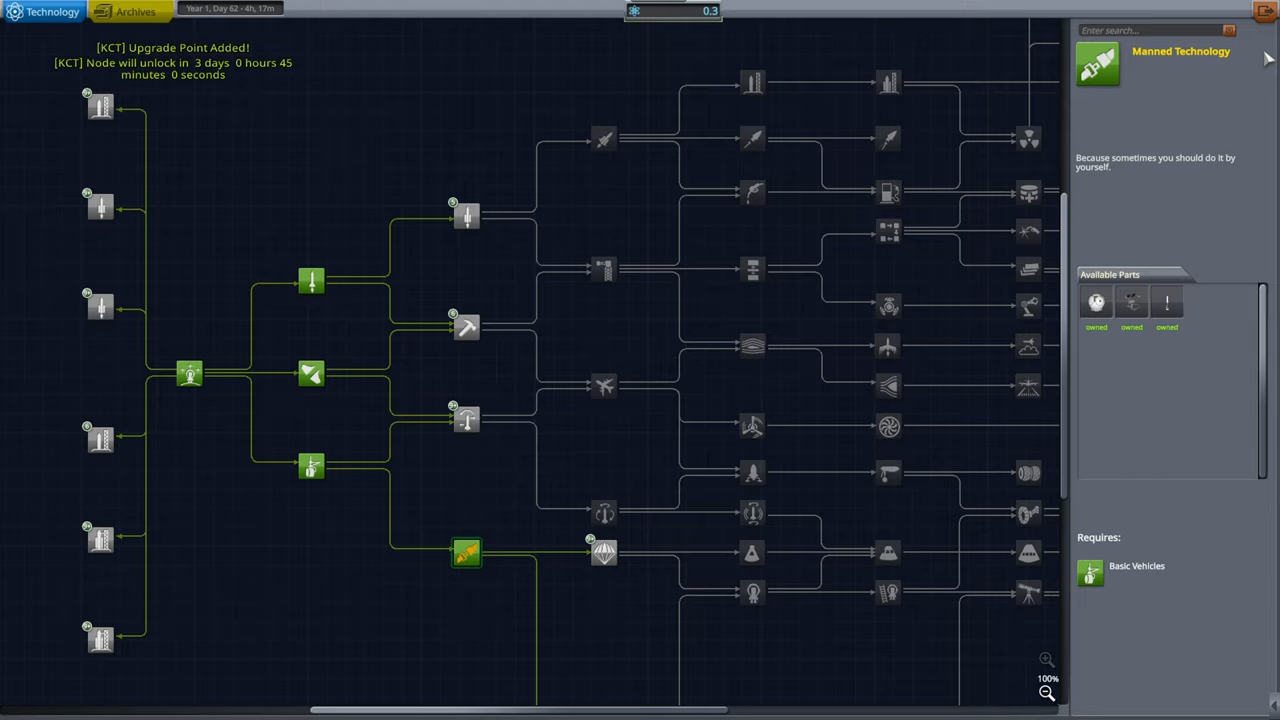 Technology
Archives
Year 1, Day 62 - 4h, 17m
0.3
Enter search...
[KCT] Upgrade Point Added!
[KCT] Node will unlock in 3 days 0 hours 45
minutes 0 seconds
Manned Technology
Because sometimes you should do it by
yourself.
Available Parts
owned
owned
owned
Requires:
Basic Vehicles
100%